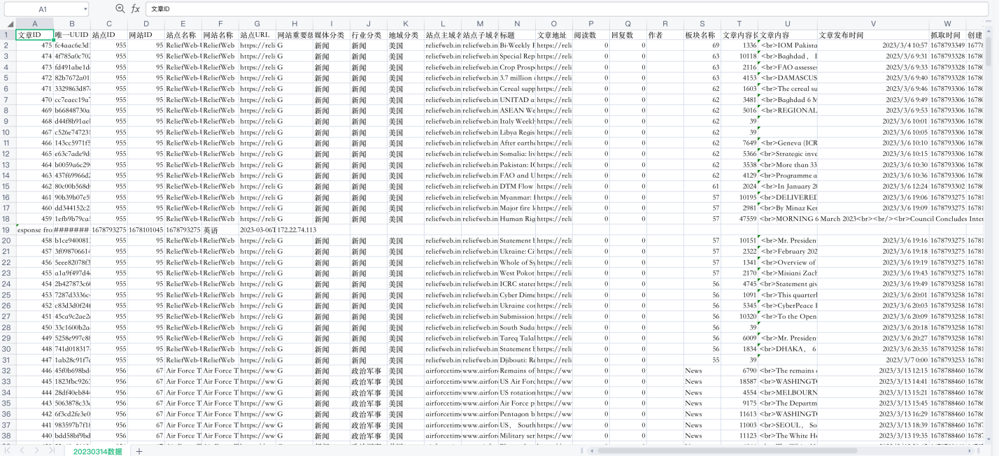 A1 fx 文章ID
A B C D E F G H I J K L M N O P Q R S T U V W
1 文章ID 唯一UUID 站点ID 网站ID 站点名称 网站名称 站点URL 网站重要级 媒体分类 行业分类 地域分类 站点主域名 站点子域名 标题 文章地址 阅读数 回复数 作者 板块名称 文章内容长 文章内容 文章发布时间 抓取时间 创建
2 475 fc4aac6e3d1 955 95 ReliefWeb-U ReliefWeb https://reli G 新闻 新闻 美国 reliefweb.in reliefweb.in Bi-Weekly F https://reli 0 0 69 1336 <br>IOM Pakista 2023/3/4 10:57 1678793349
3 474 4f785a0c702 955 95 ReliefWeb-U ReliefWeb https://reli G 新闻 新闻 美国 reliefweb.in reliefweb.in Special Rep https://reli 0 0 63 10118 <br>Baghdad， I 2023/3/6 9:31 1678793328
4 473 fd491abe1d 955 95 ReliefWeb-U ReliefWeb https://reli G 新闻 新闻 美国 reliefweb.in reliefweb.in Crop Prosp https://reli 0 0 63 2116 <br>FAO assesse 2023/3/6 9:33 1678793328
5 472 82b7672a01 955 95 ReliefWeb-U ReliefWeb https://reli G 新闻 新闻 美国 reliefweb.in reliefweb.in 3.7 million https://reli 0 0 63 4153 <br>DAMASCUS 2023/3/6 9:40 1678793328
6 471 3329863d87 955 95 ReliefWeb-U ReliefWeb https://reli G 新闻 新闻 美国 reliefweb.in reliefweb.in Cereal supp https://reli 0 0 62 1603 <br>The cereal su 2023/3/6 9:46 1678793306
7 470 cc7eaec19a7 955 95 ReliefWeb-U ReliefWeb https://reli G 新闻 新闻 美国 reliefweb.in reliefweb.in UNITAD a https://reli 0 0 62 3481 <br>Baghdad 6 M 2023/3/6 9:49 1678793306
8 469 b66848730a 955 95 ReliefWeb-U ReliefWeb https://reli G 新闻 新闻 美国 reliefweb.in reliefweb.in ASEAN We https://reli 0 0 62 5016 <br>REGIONAL 2023/3/6 9:53 1678793306
9 468 d44f8b91ael 955 95 ReliefWeb-U ReliefWeb https://reli G 新闻 新闻 美国 reliefweb.in reliefweb.in Italy Weekly https://reli 0 0 62 39 2023/3/6 10:01 1678793306
10 467 c526e747231 955 95 ReliefWeb-U ReliefWeb https://reli G 新闻 新闻 美国 reliefweb.in reliefweb.in Libya Regis https://reli 0 0 62 39 2023/3/6 10:05 1678793306
11 466 143cc5971f5 955 95 ReliefWeb-U ReliefWeb https://reli G 新闻 新闻 美国 reliefweb.in reliefweb.in After earth https://reli 0 0 62 7649 <br>Geneva (ICR 2023/3/6 10:10 1678793306
12 465 e63c7ade9d 955 95 ReliefWeb-U ReliefWeb https://reli G 新闻 新闻 美国 reliefweb.in reliefweb.in Somalia: liv https://reli 0 0 62 5366 <br>Strategic inve 2023/3/6 10:15 1678793306
13 464 b0059a6c29 955 95 ReliefWeb-U ReliefWeb https://reli G 新闻 新闻 美国 reliefweb.in reliefweb.in Pakistan: IC https://reli 0 0 62 3538 <br>More than 33 2023/3/6 10:30 1678793306
14 463 437f69966d2 955 95 ReliefWeb-U ReliefWeb https://reli G 新闻 新闻 美国 reliefweb.in reliefweb.in FAO and U https://reli 0 0 62 4129 <br>Programme a 2023/3/6 10:36 1678793306
15 462 80c00b568d 955 95 ReliefWeb-U ReliefWeb https://reli G 新闻 新闻 美国 reliefweb.in reliefweb.in DTM Flow https://reli 0 0 61 2024 <br>In January 20 2023/3/6 12:24 1678793302
16 461 90b39b07e5 955 95 ReliefWeb-U ReliefWeb https://reli G 新闻 新闻 美国 reliefweb.in reliefweb.in Myanmar: https://reli 0 0 57 10195 <br>DELIVERED 2023/3/6 19:06 1678793275
17 460 dd344152c2 955 95 ReliefWeb-U ReliefWeb https://reli G 新闻 新闻 美国 reliefweb.in reliefweb.in Major fire https://reli 0 0 57 2981 <br>By Minaz Ker 2023/3/6 19:09 1678793275
18 459 1efb9b79ca 955 95 ReliefWeb-U ReliefWeb https://reli G 新闻 新闻 美国 reliefweb.in reliefweb.in Human Rig https://reli 0 0 57 47559 <br>MORNING 6 March 2023<br><br/><br>Council Concludes Inter
19 esponse fro ####### 1678793275 1678101045 1678793275 英语 2023-03-06T 172.22.74.113
20 458 b1ce940081 955 95 ReliefWeb-U ReliefWeb https://reli G 新闻 新闻 美国 reliefweb.in reliefweb.in Statement https://reli 0 0 57 10151 <br>Mr. Presiden 2023/3/6 19:16 1678793275
21 457 3f098706614 955 95 ReliefWeb-U ReliefWeb https://reli G 新闻 新闻 美国 reliefweb.in reliefweb.in Ukraine: Ci https://reli 0 0 57 2322 <br>February 202 2023/3/6 19:18 1678793275
22 456 5eee82078f3 955 95 ReliefWeb-U ReliefWeb https://reli G 新闻 新闻 美国 reliefweb.in reliefweb.in Whole of Sy https://reli 0 0 57 1341 <br>Overview of 2023/3/6 19:19 1678793275
23 455 a1a9f497d4 955 95 ReliefWeb-U ReliefWeb https://reli G 新闻 新闻 美国 reliefweb.in reliefweb.in West Pokot https://reli 0 0 57 2170 <br>Misiani Zach 2023/3/6 19:43 1678793275
24 454 2b427873c6 955 95 ReliefWeb-U ReliefWeb https://reli G 新闻 新闻 美国 reliefweb.in reliefweb.in ICRC stater https://reli 0 0 56 4745 <br>Statement giv 2023/3/6 19:49 1678793258
25 453 7287d3336c 955 95 ReliefWeb-U ReliefWeb https://reli G 新闻 新闻 美国 reliefweb.in reliefweb.in Cyber Dime https://reli 0 0 56 1091 <br>This quarterl 2023/3/6 20:01 1678793258
26 452 c83d3d0f24f 955 95 ReliefWeb-U ReliefWeb https://reli G 新闻 新闻 美国 reliefweb.in reliefweb.in Ukraine co https://reli 0 0 56 5345 <br>CyberPeace I 2023/3/6 20:03 1678793258
27 451 45ca9c2ae2 955 95 ReliefWeb-U ReliefWeb https://reli G 新闻 新闻 美国 reliefweb.in reliefweb.in Submission https://reli 0 0 56 10320 <br>To the Open 2023/3/6 20:09 1678793258
28 450 33c1600b2a 955 95 ReliefWeb-U ReliefWeb https://reli G 新闻 新闻 美国 reliefweb.in reliefweb.in South Suda https://reli 0 0 56 39 2023/3/6 20:18 1678793258
29 449 5258e997c88 955 95 ReliefWeb-U ReliefWeb https://reli G 新闻 新闻 美国 reliefweb.in reliefweb.in Tareq Talal https://reli 0 0 56 6009 <br>Mr. Presiden 2023/3/6 20:27 1678793258
30 448 741d018317 955 95 ReliefWeb-U ReliefWeb https://reli G 新闻 新闻 美国 reliefweb.in reliefweb.in Statement https://reli 0 0 56 1834 <br>DHAKA， 6 2023/3/6 20:35 1678793258
31 447 1ab28c91f7 955 95 ReliefWeb-U ReliefWeb https://reli G 新闻 新闻 美国 reliefweb.in reliefweb.in Djibouti: Re https://reli 0 0 55 39 2023/3/7 0:00 1678793253
32 446 45f0b698bd 956 67 Air Force T Air Force T https://ww G 新闻 政治军事 美国 airforcetim www.airfor Remains of https://ww 0 0 News 6790 <br>The remains 2023/3/13 12:15 1678788460
33 445 1823fbc9263 956 67 Air Force T Air Force T https://ww G 新闻 政治军事 美国 airforcetim www.airfor US Air Forc https://ww 0 0 News 18587 <br>WASHINGT 2023/3/13 14:41 1678788460
34 444 28df40eb84 956 67 Air Force T Air Force T https://ww G 新闻 政治军事 美国 airforcetim www.airfor US rotation https://ww 0 0 News 4554 <br>MELBOURN 2023/3/13 15:21 1678788460
35 443 5063878c33 956 67 Air Force T Air Force T https://ww G 新闻 政治军事 美国 airforcetim www.airfor Air Force p https://ww 0 0 News 9175 <br>The Departm 2023/3/13 15:45 1678788460
36 442 6f3cd2fe3e0 956 67 Air Force T Air Force T https://ww G 新闻 政治军事 美国 airforcetim www.airfor Pentagon b https://ww 0 0 News 11613 <br>WASHINGT 2023/3/13 16:29 1678788460
37 441 983597b7f18 956 67 Air Force T Air Force T https://ww G 新闻 政治军事 美国 airforcetim www.airfor US， South https://ww 0 0 News 11003 <br>SEOUL， So 2023/3/13 18:39 1678788460
38 440 bdd58bf9bd 956 67 Air Force T Air Force T https://ww G 新闻 政治军事 美国 airforcetim www.airfor Military ser https://ww 0 0 News 11123 <br>The White H 2023/3/13 19:35 1678788460
20230314数据